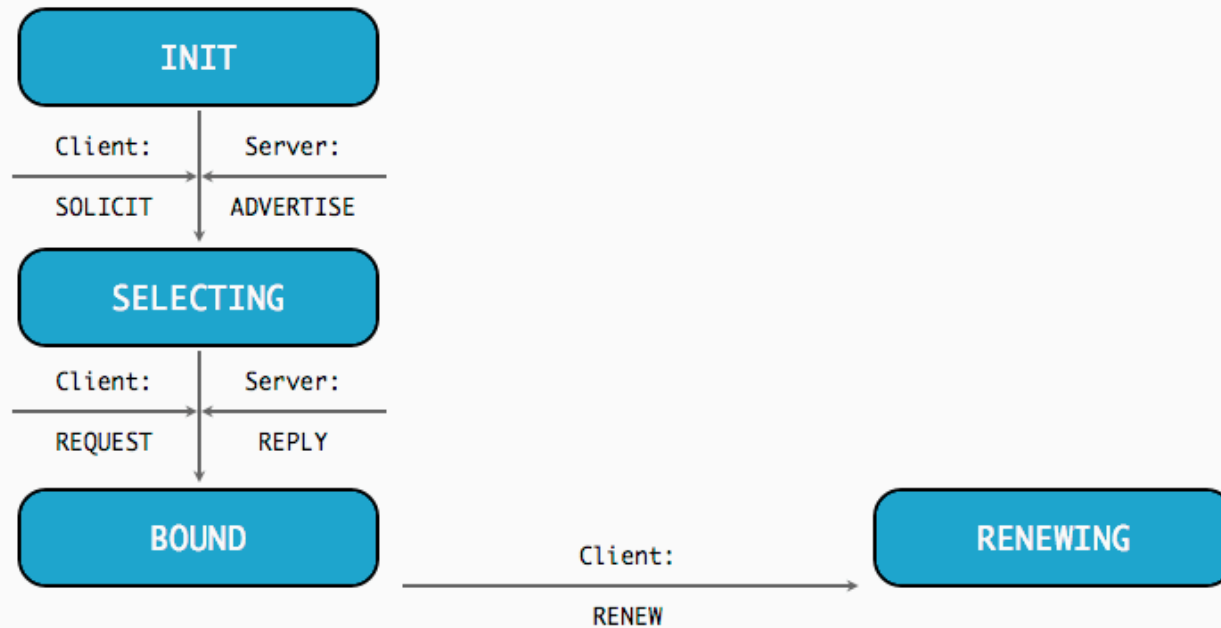 INIT
Client: Server:
SOLICIT ADVERTISE
SELECTING
Client: Server:
REQUEST REPLY
BOUND
RENEWING
Client:
RENEW